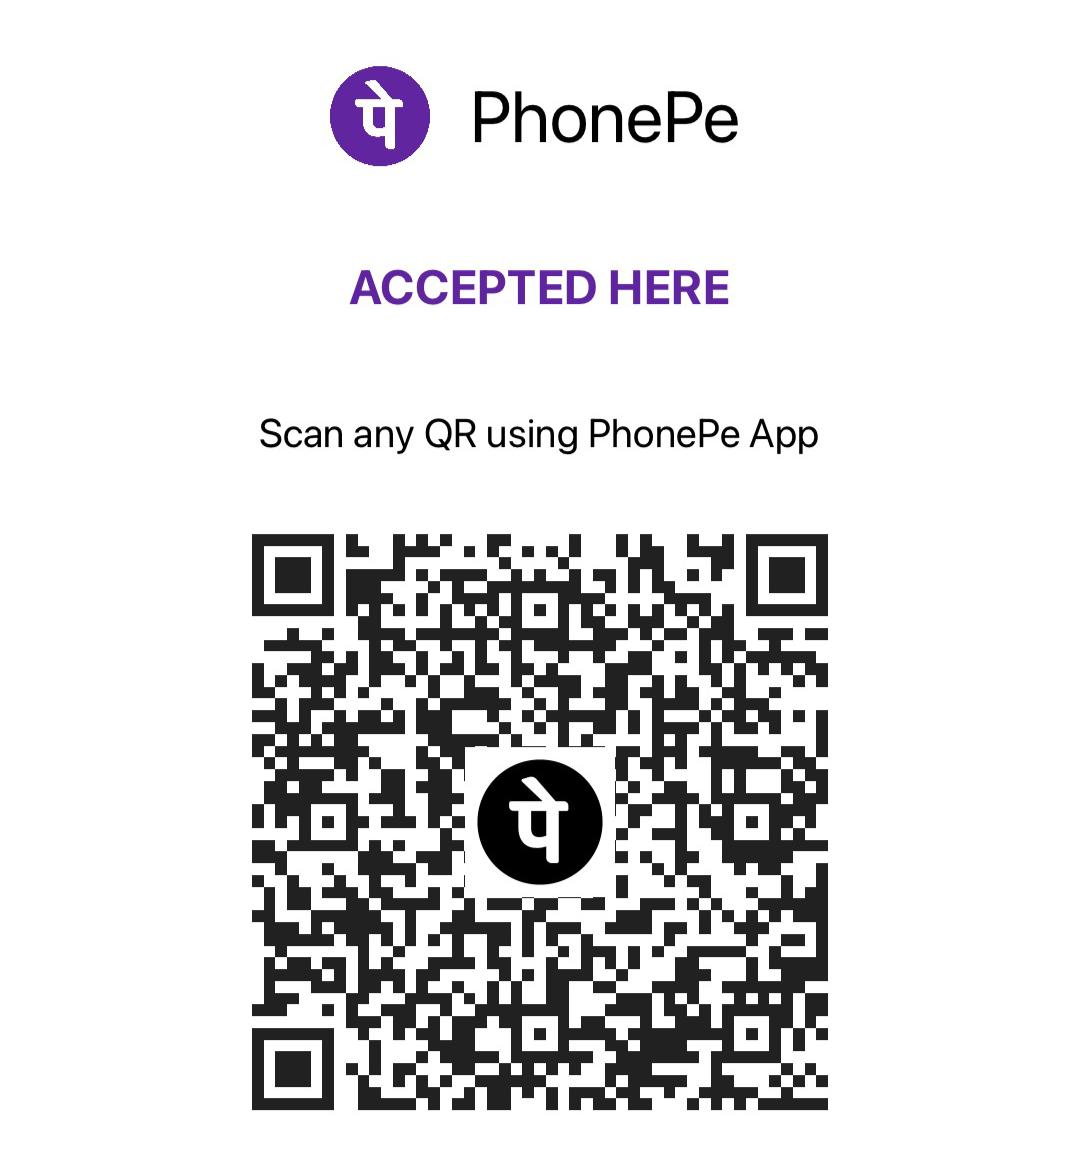 पे PhonePe
ACCEPTED HERE
Scan any QR using PhonePe App
पे